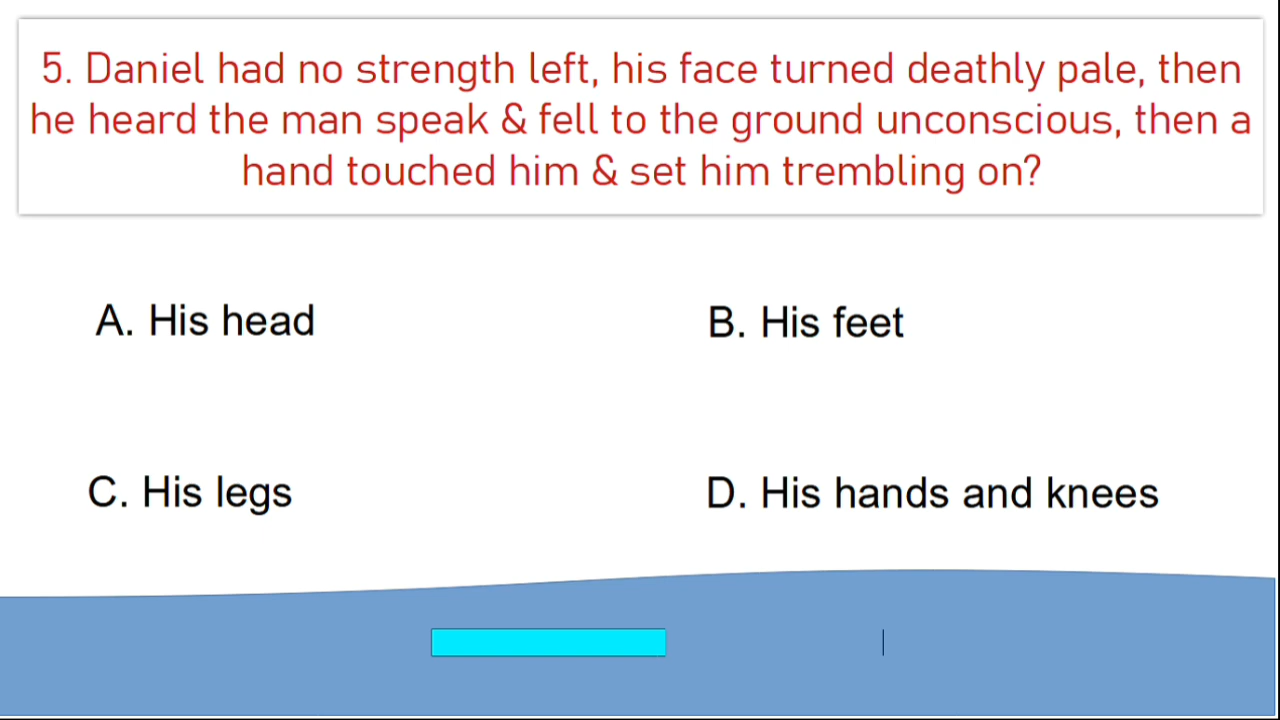 5. Daniel had no strength left, his face turned deathly pale, then
he heard the man speak & fell to the ground unconscious, then a
hand touched him & set him trembling on?
A. His head
B. His feet
C. His legs
D. His hands and knees